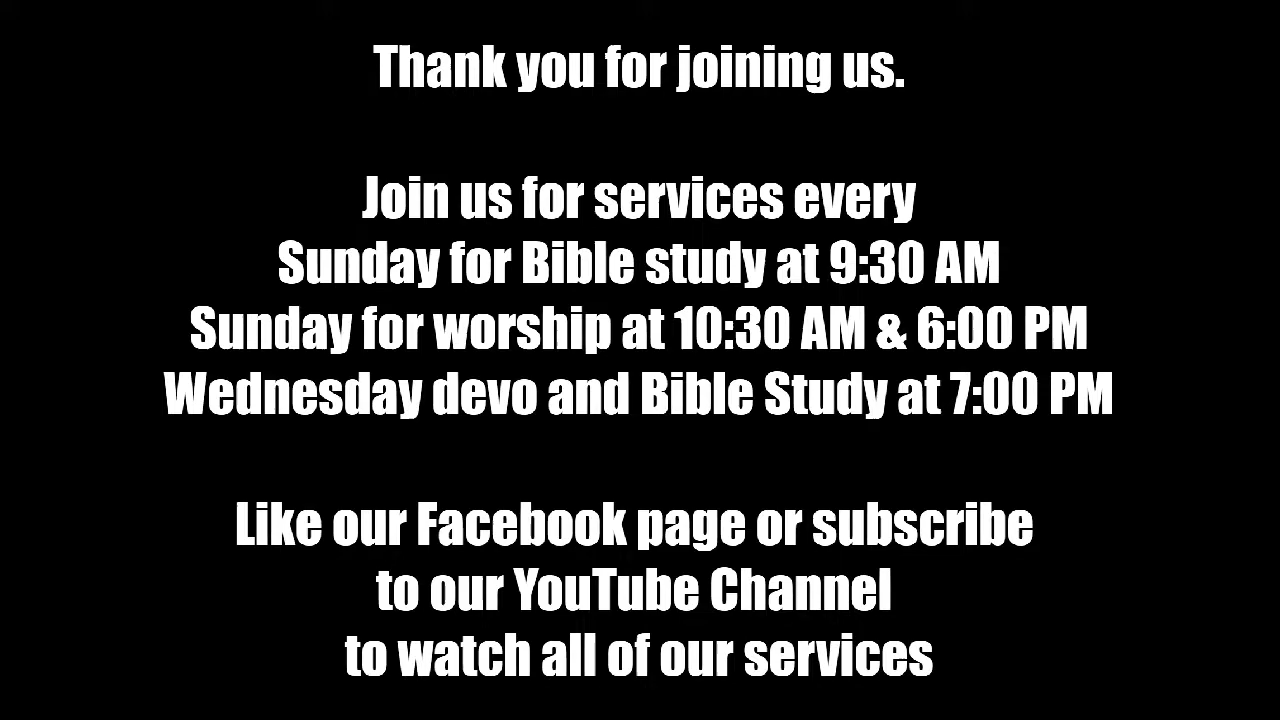 Thank you for joining us.
Join us for services every
Sunday for Bible study at 9:30 AM
Sunday for worship at 10:30 AM & 6:00 PM
Wednesday devo and Bible Study at 7:00 PM
Like our Facebook page or subscribe
to our YouTube Channel
to watch all of our services